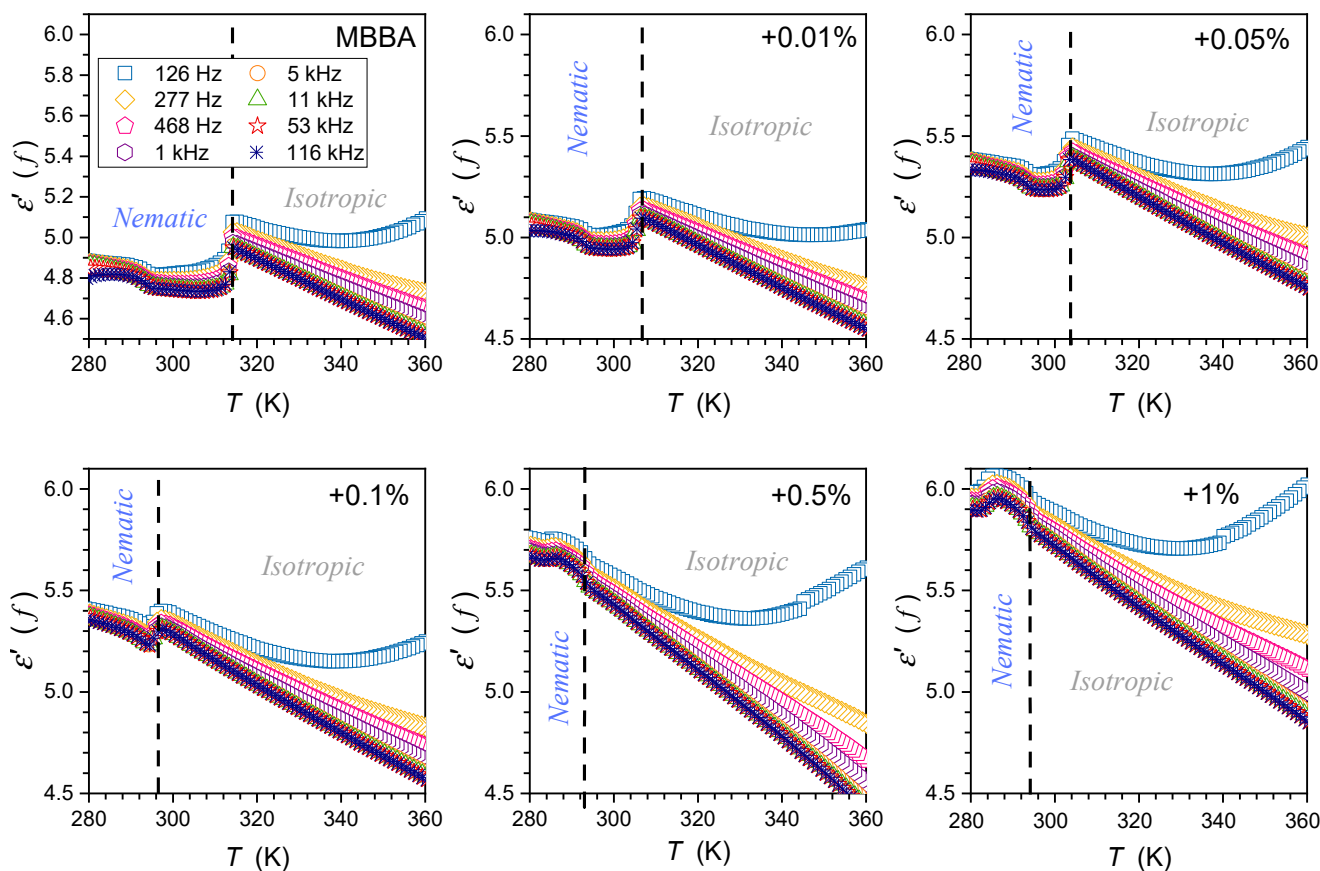 MBBA
126 Hz 5 kHz
277 Hz 11 kHz
468 Hz 53 kHz
1 kHz 116 kHz
Nematic
Isotropic
6.0
5.8
5.6
5.4
5.2
5.0
4.8
4.6
ε′ (f)
280 300 320 340 360
T (K)
+0.01%
Nematic
Isotropic
6.0
5.5
5.0
4.5
ε′ (f)
280 300 320 340 360
T (K)
+0.05%
Nematic
Isotropic
6.0
5.5
5.0
4.5
ε′ (f)
280 300 320 340 360
T (K)
+0.1%
Nematic
Isotropic
6.0
5.5
5.0
4.5
ε′ (f)
280 300 320 340 360
T (K)
+0.5%
Isotropic
Nematic
6.0
5.5
5.0
4.5
ε′ (f)
280 300 320 340 360
T (K)
+1%
Nematic
Isotropic
6.0
5.5
5.0
4.5
ε′ (f)
280 300 320 340 360
T (K)